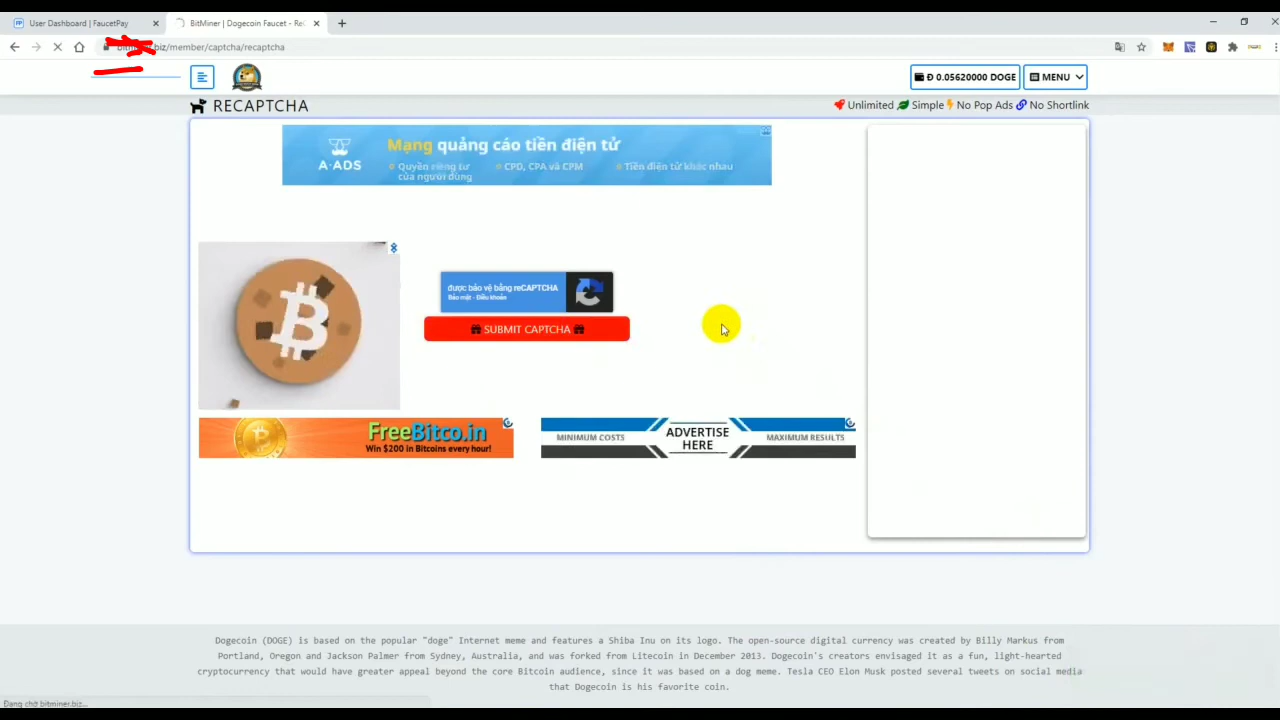 User Dashboard | FaucetPay
BitMiner | Dogecoin Faucet - ReC
biz/member/captcha/recaptcha
Đ 0.05620000 DOGE
MENU
RECAPTCHA
Unlimited Simple No Pop Ads No Shortlink
A-ADS
Mạng quảng cáo tiền điện tử
Quyền riêng tư
của người dùng
CPD, CPA và CPM
Tiền điện tử khác nhau
được bảo vệ bằng reCAPTCHA
Bảo mật - Điều khoản
SUBMIT CAPTCHA
FreeBitco.in
Win $200 in Bitcoins every hour!
MINIMUM COSTS
ADVERTISE
HERE
MAXIMUM RESULTS
Dogecoin (DOGE) is based on the popular "doge" Internet meme and features a Shiba Inu on its logo. The open-source digital currency was created by Billy Markus from
Portland, Oregon and Jackson Palmer from Sydney, Australia, and was forked from Litecoin in December 2013. Dogecoin's creators envisaged it as a fun, light-hearted
cryptocurrency that would have greater appeal beyond the core Bitcoin audience, since it was based on a dog meme. Tesla CEO Elon Musk posted several tweets on social media
that Dogecoin is his favorite coin.
Đang chờ bitminer.biz...